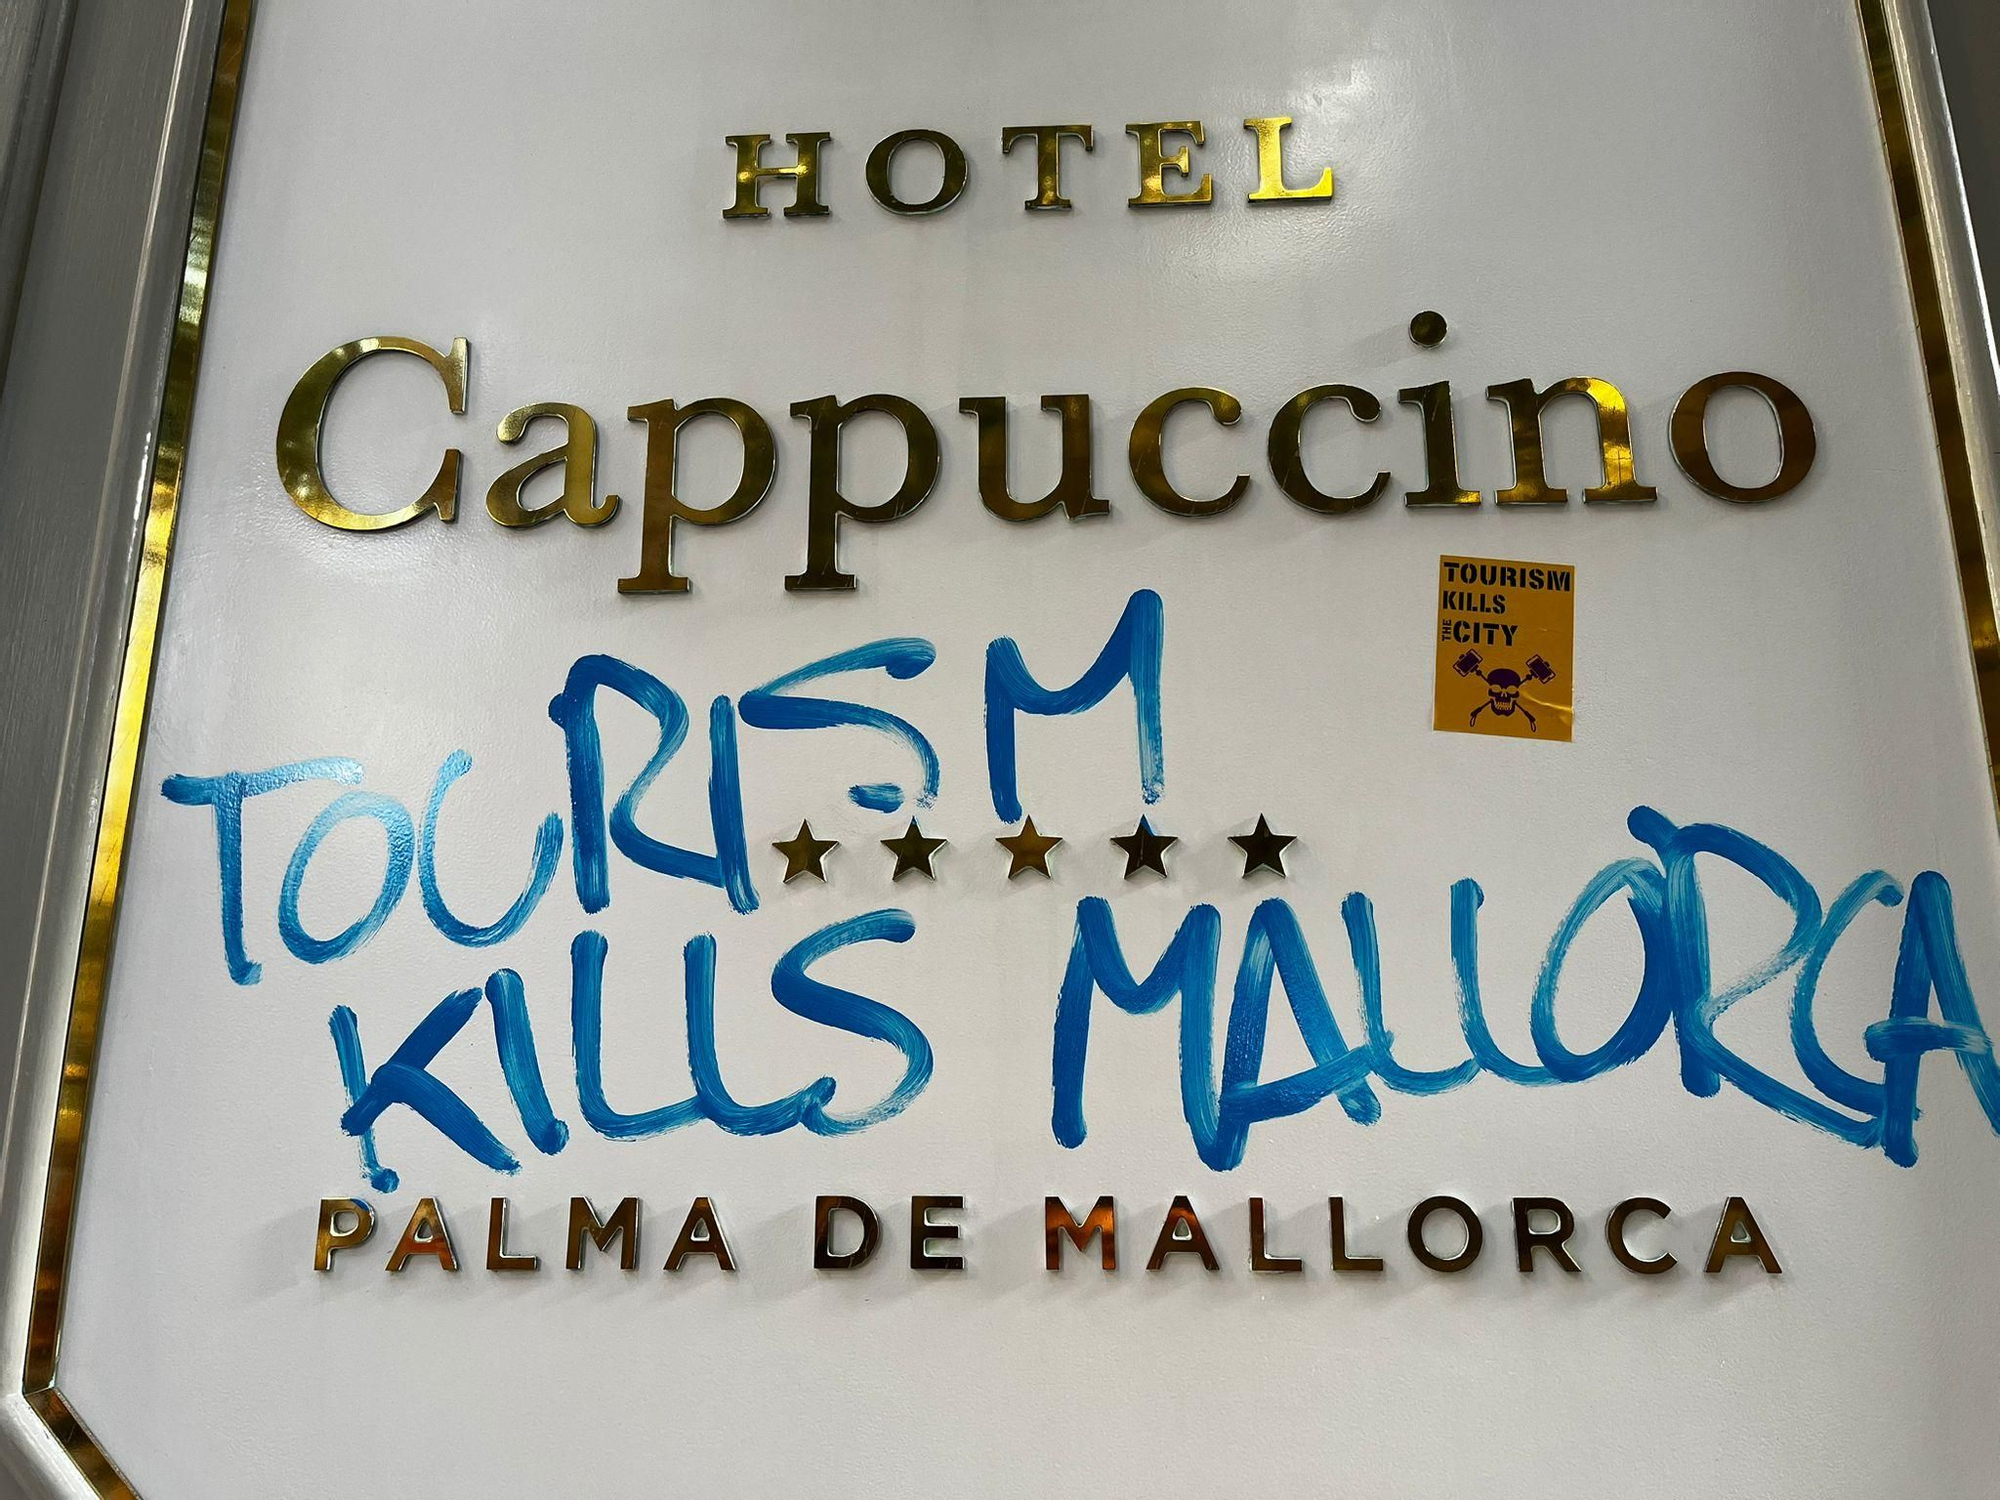 HOTEL
Cappuccino
TOURISM
KILLS
THE CITY
TOURISM
★★★★★
KILLS MALLORCA
PALMA DE MALLORCA